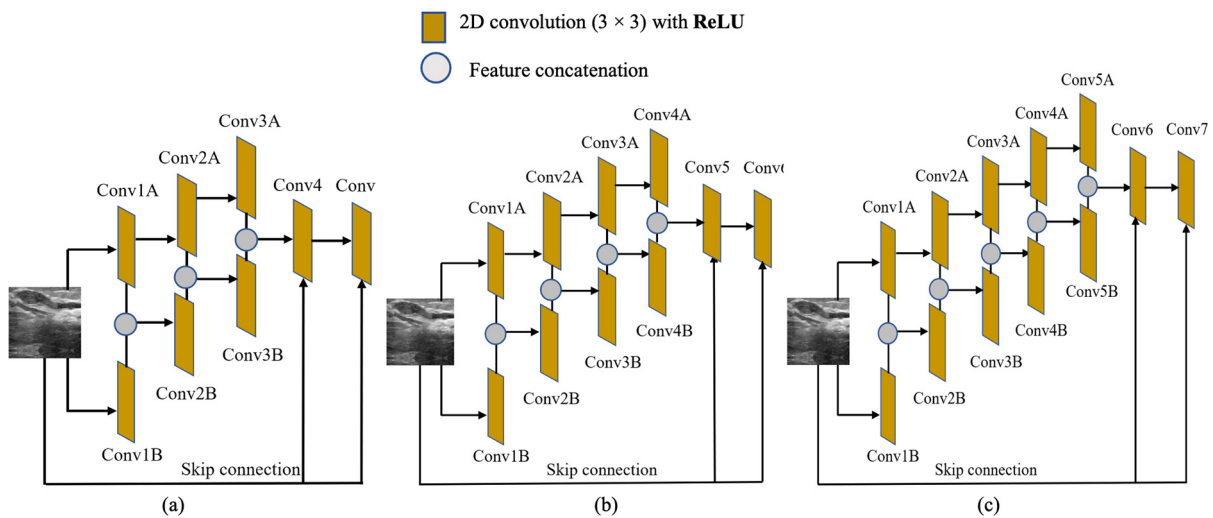 2D convolution (3 × 3) with ReLU
Feature concatenation
Conv3A
Conv2A
Conv1A
Conv4
Conv
Conv3B
Conv2B
Conv1B
Skip connection
(a)
Conv4A
Conv3A
Conv2A
Conv1A
Conv5
Conv6
Conv4B
Conv3B
Conv2B
Conv1B
Skip connection
(b)
Conv5A
Conv4A
Conv3A
Conv2A
Conv1A
Conv6
Conv7
Conv5B
Conv4B
Conv3B
Conv2B
Conv1B
Skip connection
(c)